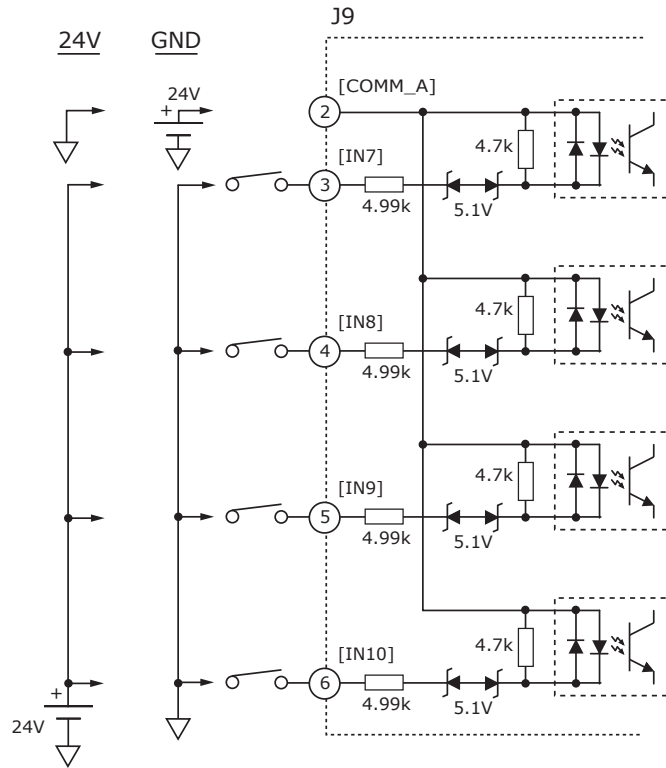 J9
24V GND
24V
+
[COMM_A]
2
4.7k
[IN7]
3
4.99k
5.1V
4.7k
[IN8]
4
4.99k
5.1V
4.7k
[IN9]
5
4.99k
5.1V
4.7k
[IN10]
6
4.99k
5.1V
+
24V